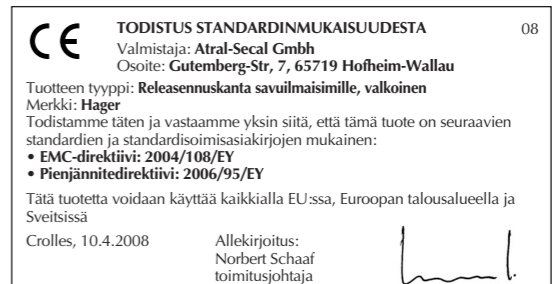 CE TODISTUS STANDARDINMUKAISUUDESTA 08
Valmistaja: Atral-Secal Gmbh
Osoite: Gutemberg-Str, 7, 65719 Hofheim-Wallau
Tuotteen tyyppi: Releasennuskanta savuilmaisimille, valkoinen
Merkki: Hager
Todistamme täten ja vastaamme yksin siitä, että tämä tuote on seuraavien
standardien ja standardisoimisasiakirjojen mukainen:
• EMC-direktiivi: 2004/108/EY
• Pienjännitedirektiivi: 2006/95/EY
Tätä tuotetta voidaan käyttää kaikkialla EU:ssa, Euroopan talousalueella ja
Sveitsissä
Crolles, 10.4.2008 Allekirjoitus:
Norbert Schaaf
toimitusjohtaja